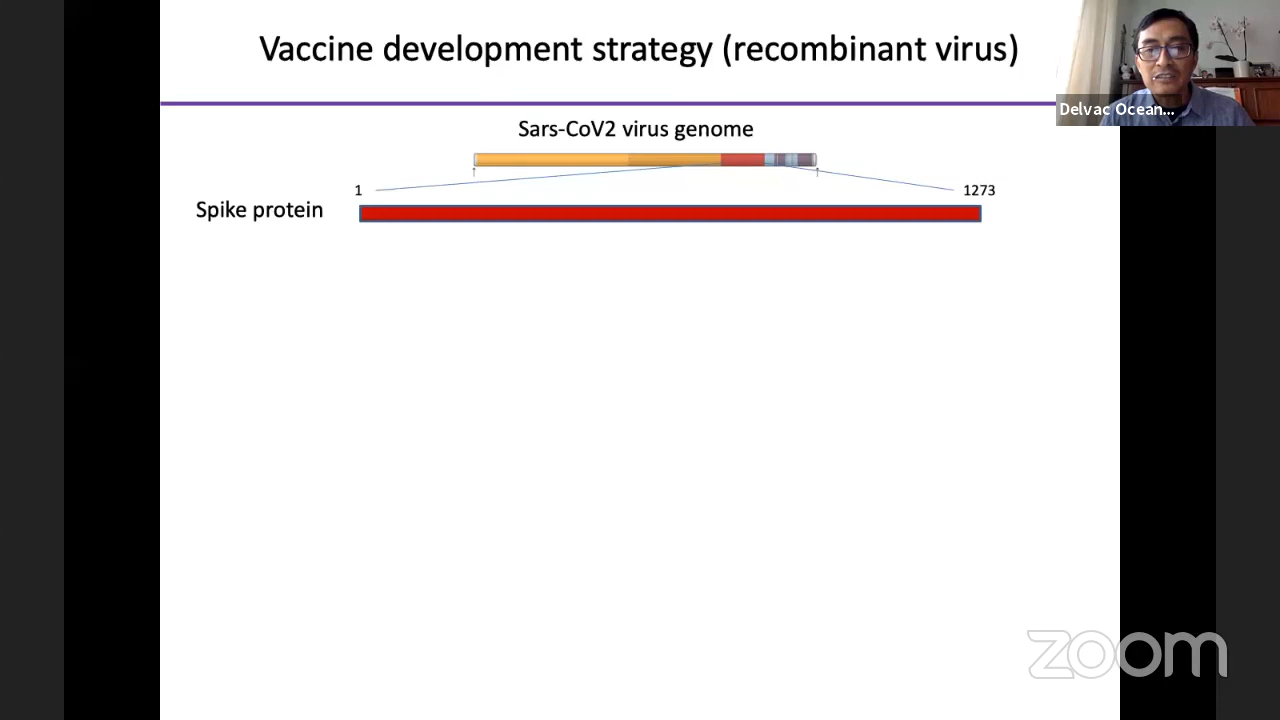 Vaccine development strategy (recombinant virus)
Delvac Ocean...
Sars-CoV2 virus genome
1
1273
Spike protein
zoom